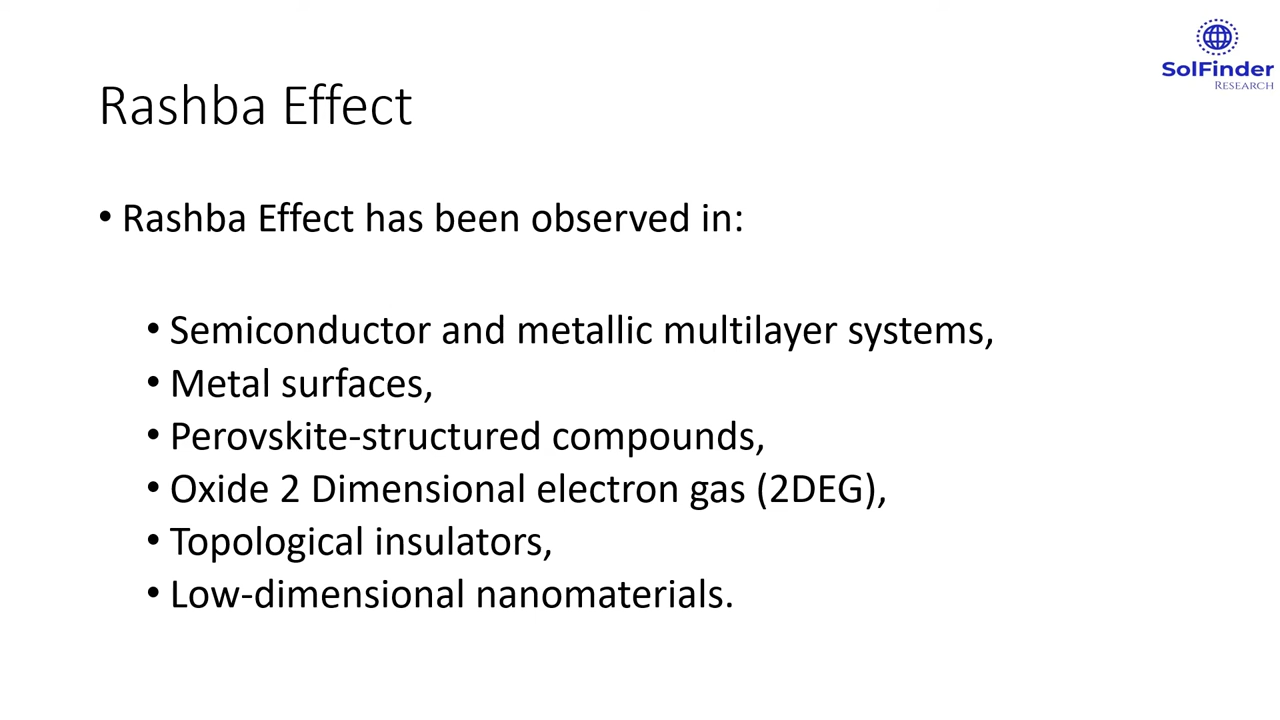 SolFinder
RESEARCH
Rashba Effect
• Rashba Effect has been observed in:
• Semiconductor and metallic multilayer systems,
• Metal surfaces,
• Perovskite-structured compounds,
• Oxide 2 Dimensional electron gas (2DEG),
• Topological insulators,
• Low-dimensional nanomaterials.